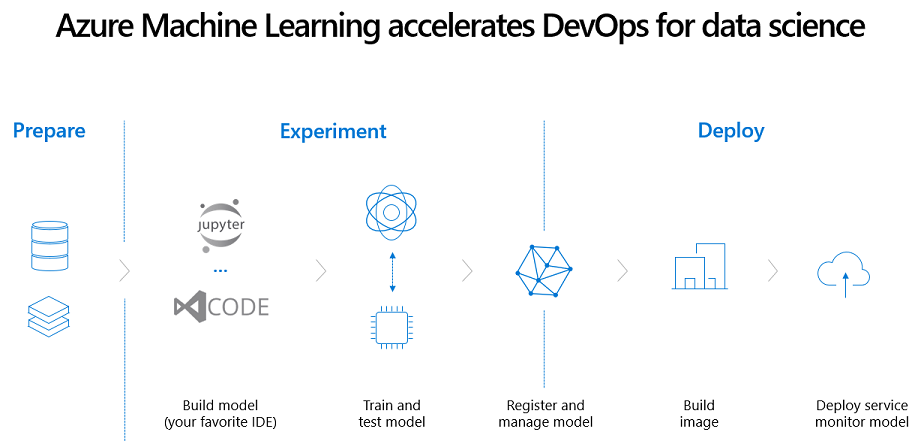 Azure Machine Learning accelerates DevOps for data science
Prepare
Experiment
Deploy
jupyter
...
CODE
Build model
(your favorite IDE)
Train and
test model
Register and
manage model
Build
image
Deploy service
monitor model